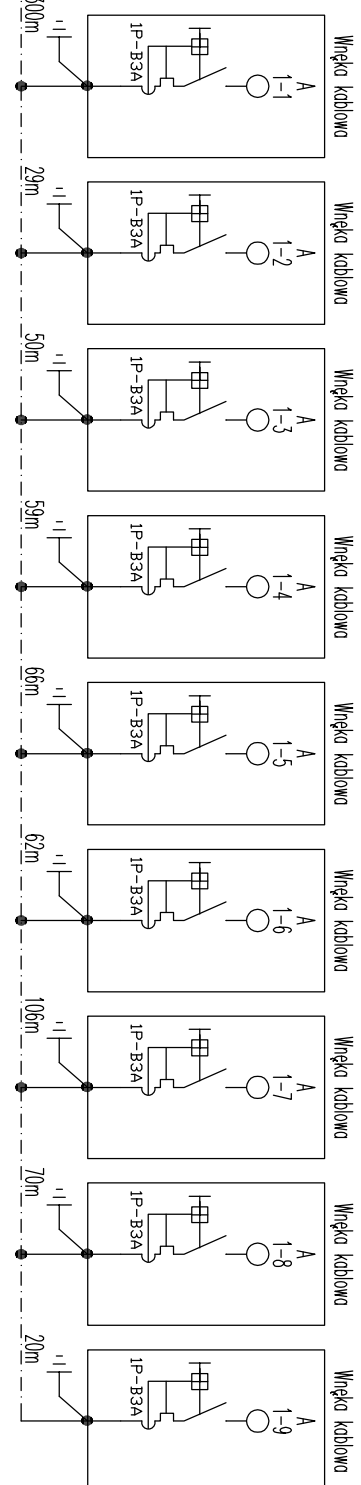 Wnęka kablowa
A
1-1
1P-B3A
Wnęka kablowa
A
1-2
1P-B3A
29m
Wnęka kablowa
A
1-3
1P-B3A
50m
Wnęka kablowa
A
1-4
1P-B3A
59m
Wnęka kablowa
A
1-5
1P-B3A
66m
Wnęka kablowa
A
1-6
1P-B3A
62m
Wnęka kablowa
A
1-7
1P-B3A
106m
Wnęka kablowa
A
1-8
1P-B3A
70m
Wnęka kablowa
A
1-9
1P-B3A
20m